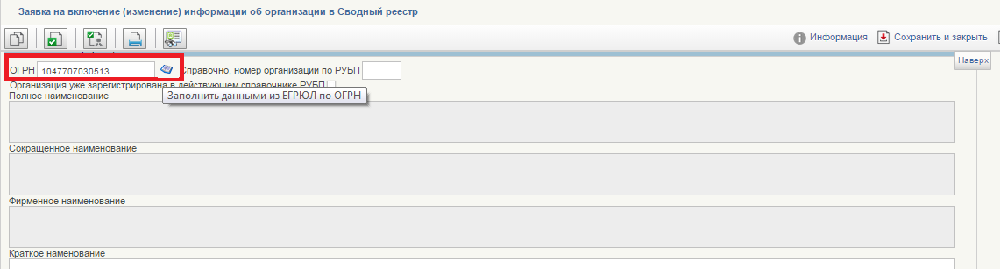 Заявка на включение (изменение) информации об организации в Сводный реестр
Информация Сохранить и закрыть
Наверх
ОГРН 1047707030513 Справочно, номер организации по РУБП
Организация уже зарегистрирована в действующем справочнике РУБП
Заполнить данными из ЕГРЮЛ по ОГРН
Полное наименование
Сокращенное наименование
Фирменное наименование
Краткое наменование